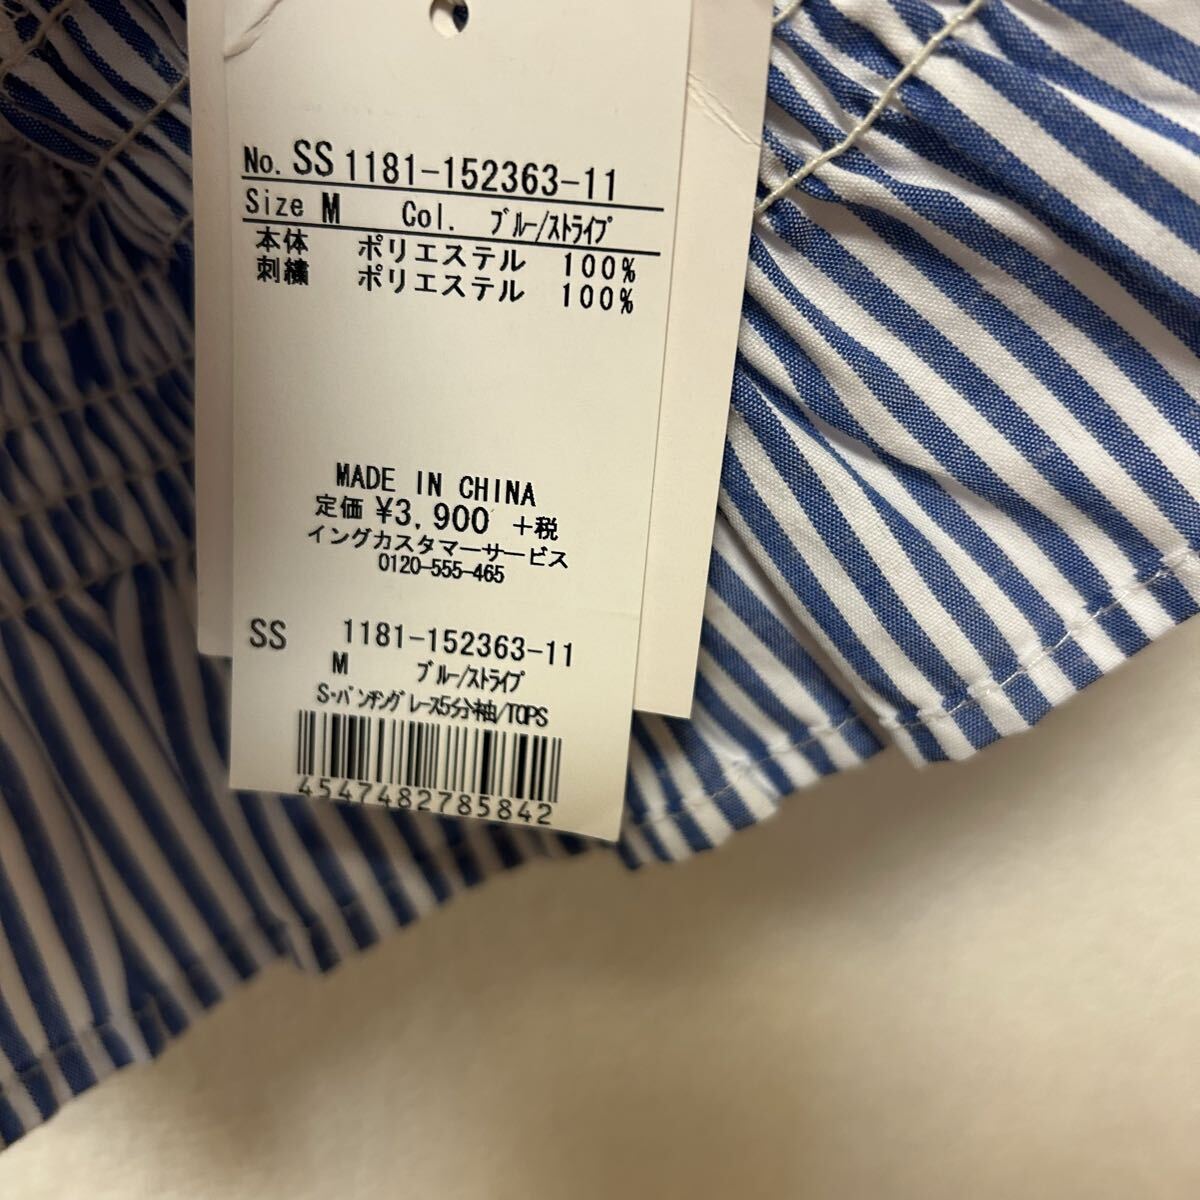 No. SS 1181-152363-11
Size M Col. ブルー/ストライプ
本体 ポリエステル 100%
刺繍 ポリエステル 100%
MADE IN CHINA
定価 ¥3,900 +税
イングカスタマーサービス
0120-555-465
SS 1181-152363-11
M ブルー/ストライプ
S・パンチングレース5分袖/TOPS
4547482785842